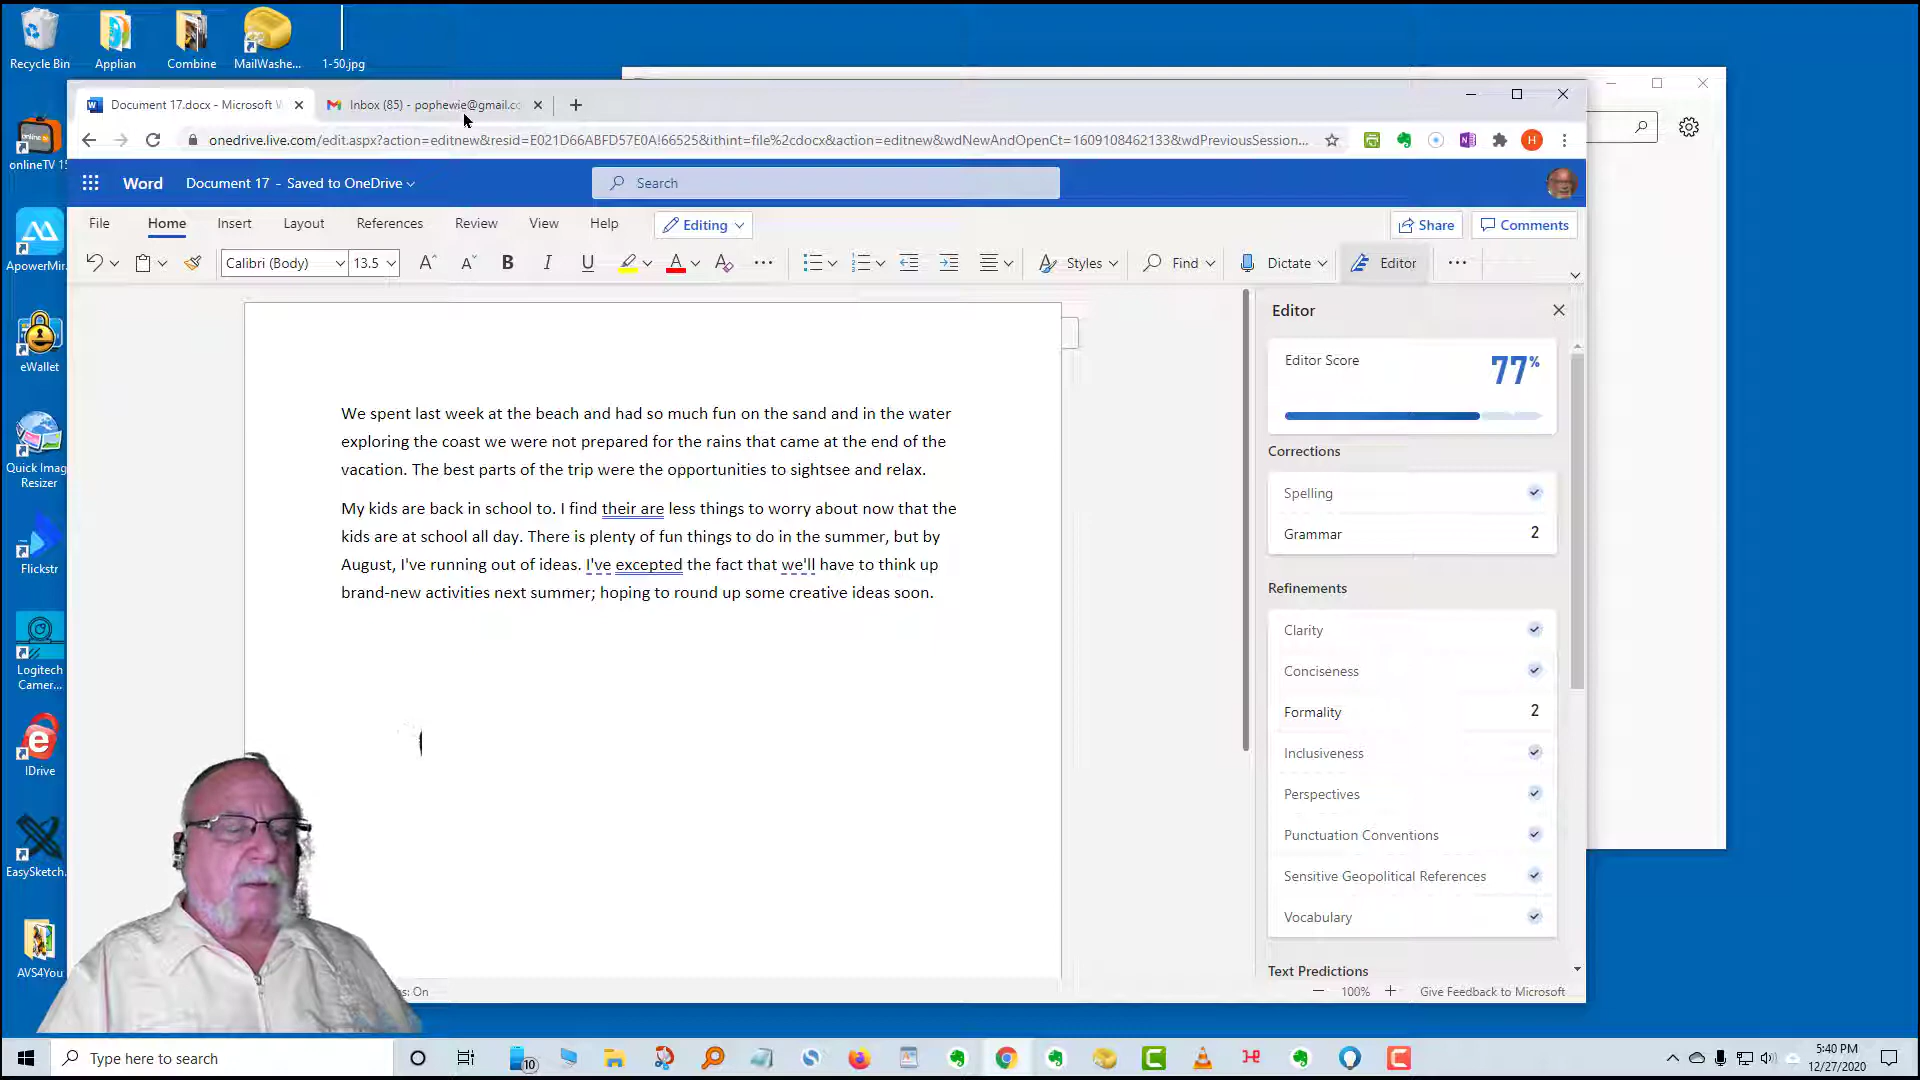 Recycle Bin
Applian
Combine
MailWashe...
1-50.jpg
onlineTV 15
ApowerMir...
eWallet
Quick Imag
Resizer
Flickstr
Logitech
Camer...
IDrive
EasySketch...
AVS4You
Document 17.docx - Microsoft W
Inbox (85) - pophewie@gmail.co
onedrive.live.com/edit.aspx?action=editnew&resid=E021D66ABFD57E0A!66525&ithint=file%2cdocx&action=editnew&wdNewAndOpenCt=1609108462133&wdPreviousSession...
H
Word
Document 17 - Saved to OneDrive
Search
File
Home
Insert
Layout
References
Review
View
Help
Editing
Share
Comments
Calibri (Body)
13.5
Styles
Find
Dictate
Editor
We spent last week at the beach and had so much fun on the sand and in the water
exploring the coast we were not prepared for the rains that came at the end of the
vacation. The best parts of the trip were the opportunities to sightsee and relax.
My kids are back in school to. I find their are less things to worry about now that the
kids are at school all day. There is plenty of fun things to do in the summer, but by
August, I've running out of ideas. I've excepted the fact that we'll have to think up
brand-new activities next summer; hoping to round up some creative ideas soon.
Editor
Editor Score
77%
Corrections
Spelling
Grammar 2
Refinements
Clarity
Conciseness
Formality 2
Inclusiveness
Perspectives
Punctuation Conventions
Sensitive Geopolitical References
Vocabulary
Text Predictions
: On
100%
Give Feedback to Microsoft
Type here to search
10
5:40 PM
12/27/2020